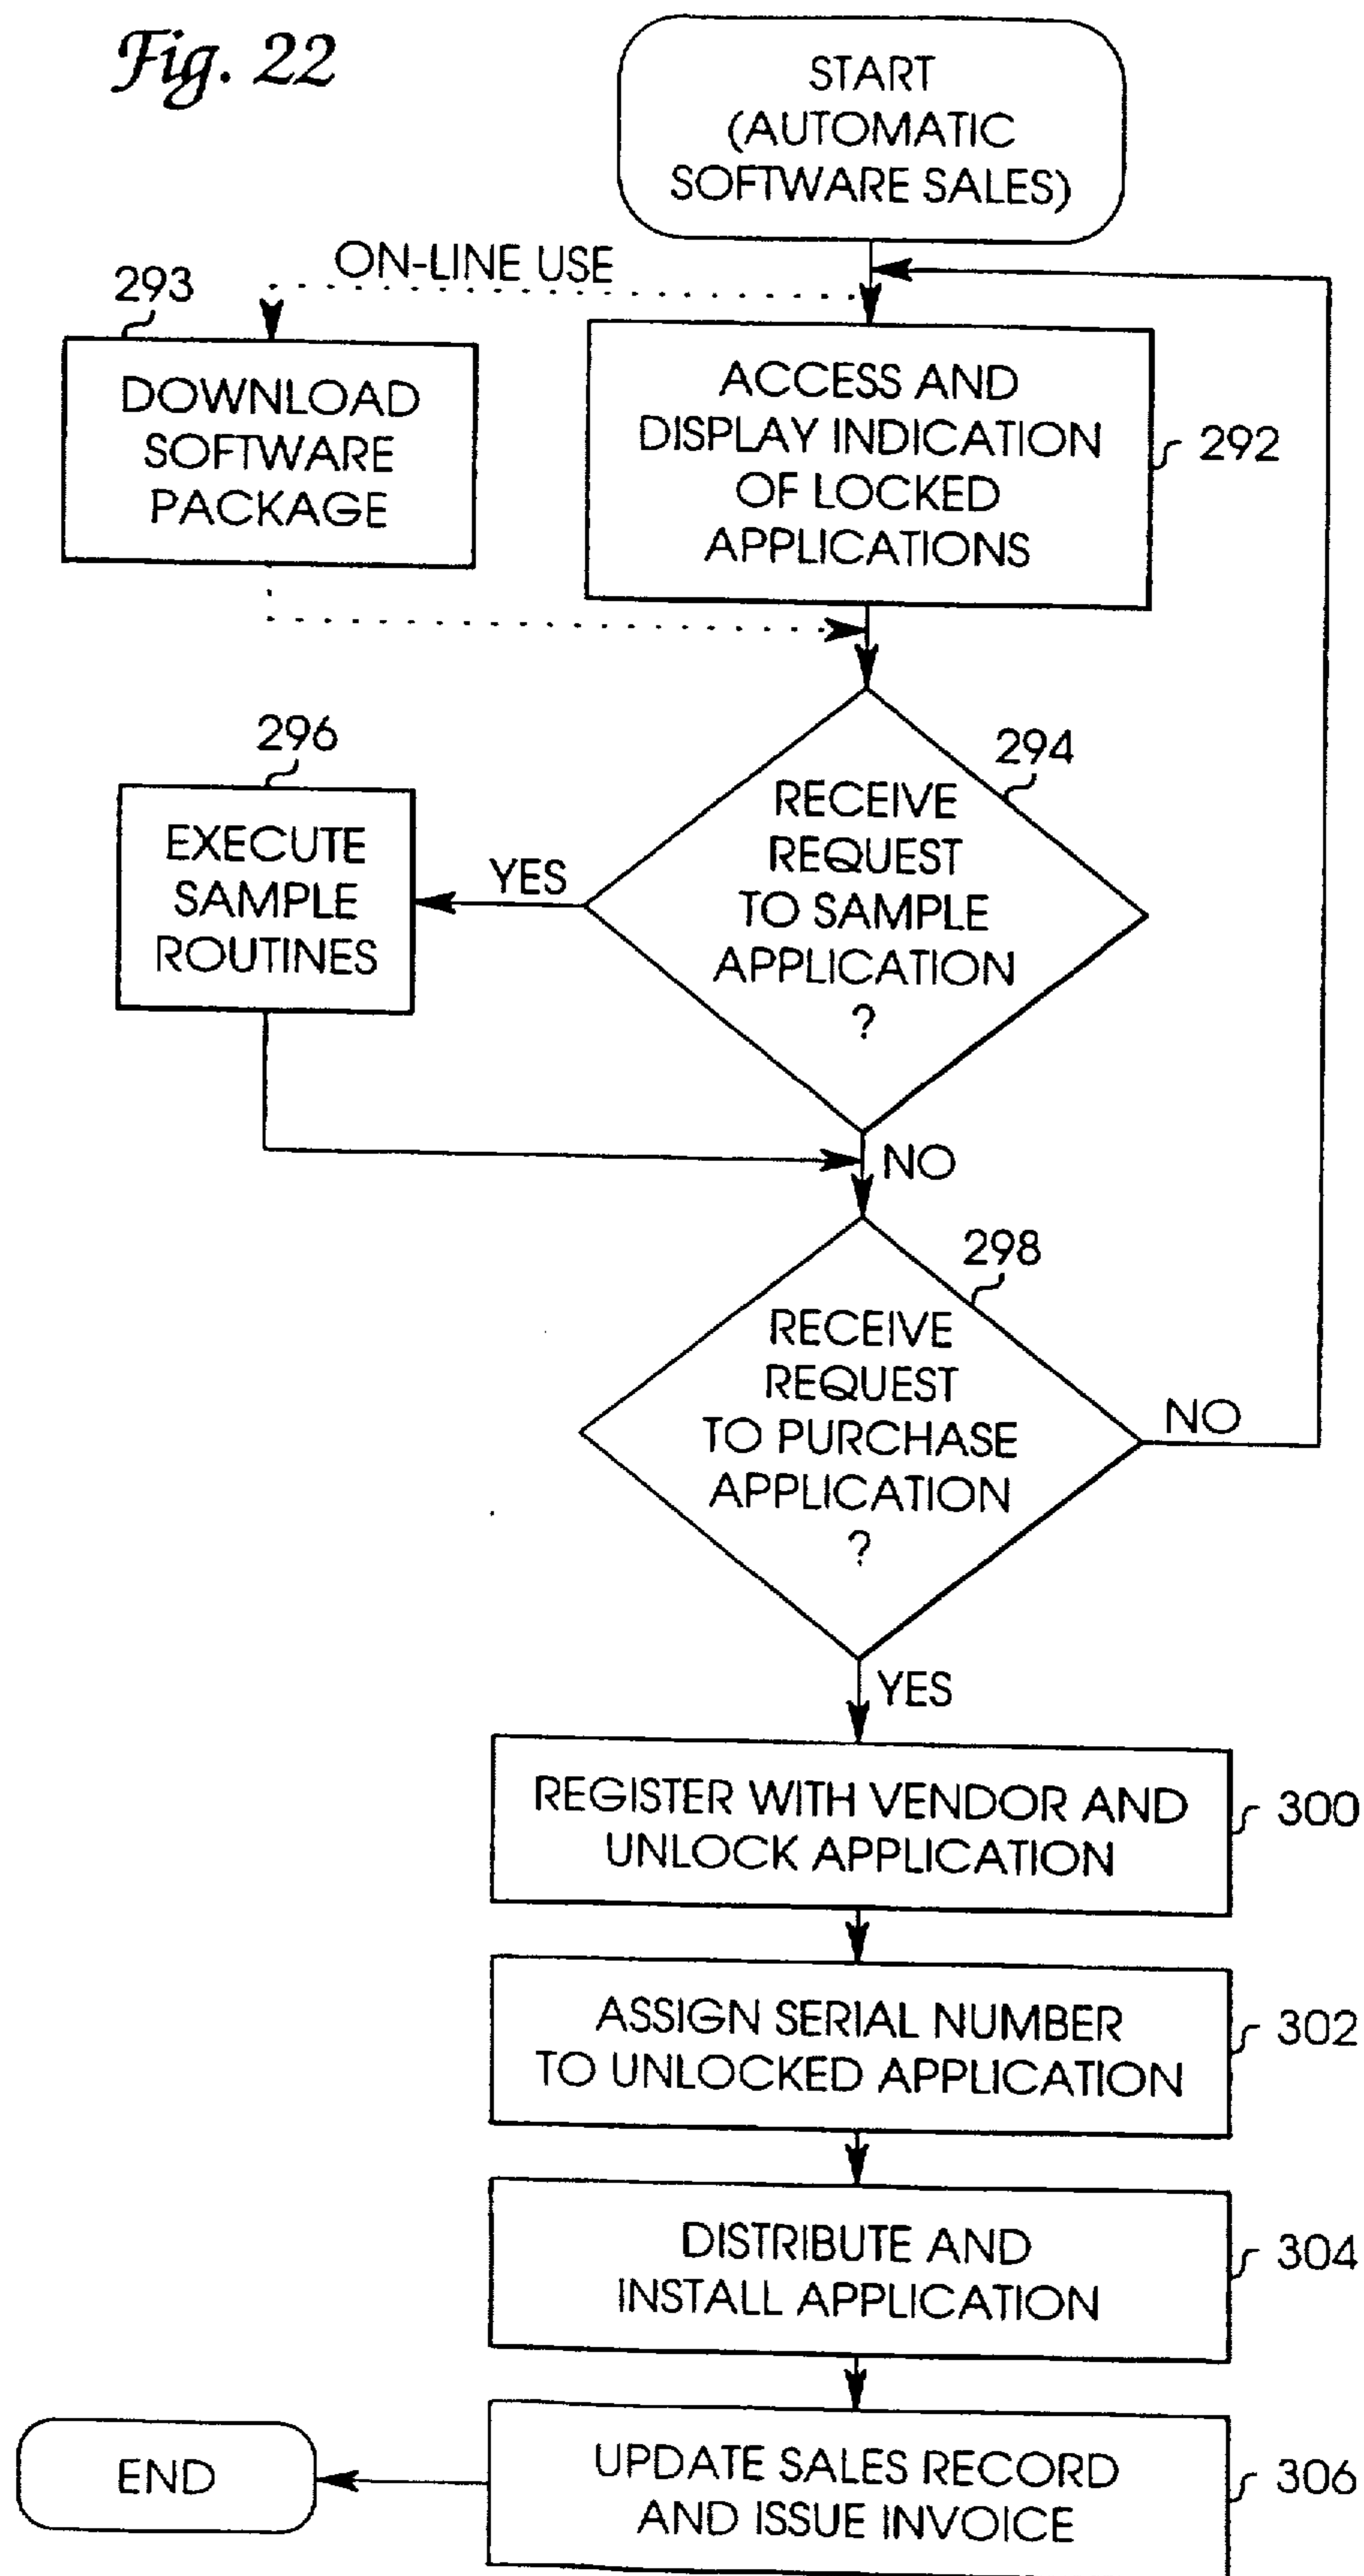 Fig. 22
START
(AUTOMATIC
SOFTWARE SALES)
ON-LINE USE
293
DOWNLOAD
SOFTWARE
PACKAGE
ACCESS AND
DISPLAY INDICATION
OF LOCKED
APPLICATIONS
292
294
RECEIVE
REQUEST
TO SAMPLE
APPLICATION
?
YES
296
EXECUTE
SAMPLE
ROUTINES
NO
298
RECEIVE
REQUEST
TO PURCHASE
APPLICATION
?
NO
YES
REGISTER WITH VENDOR AND
UNLOCK APPLICATION
300
ASSIGN SERIAL NUMBER
TO UNLOCKED APPLICATION
302
DISTRIBUTE AND
INSTALL APPLICATION
304
UPDATE SALES RECORD
AND ISSUE INVOICE
306
END